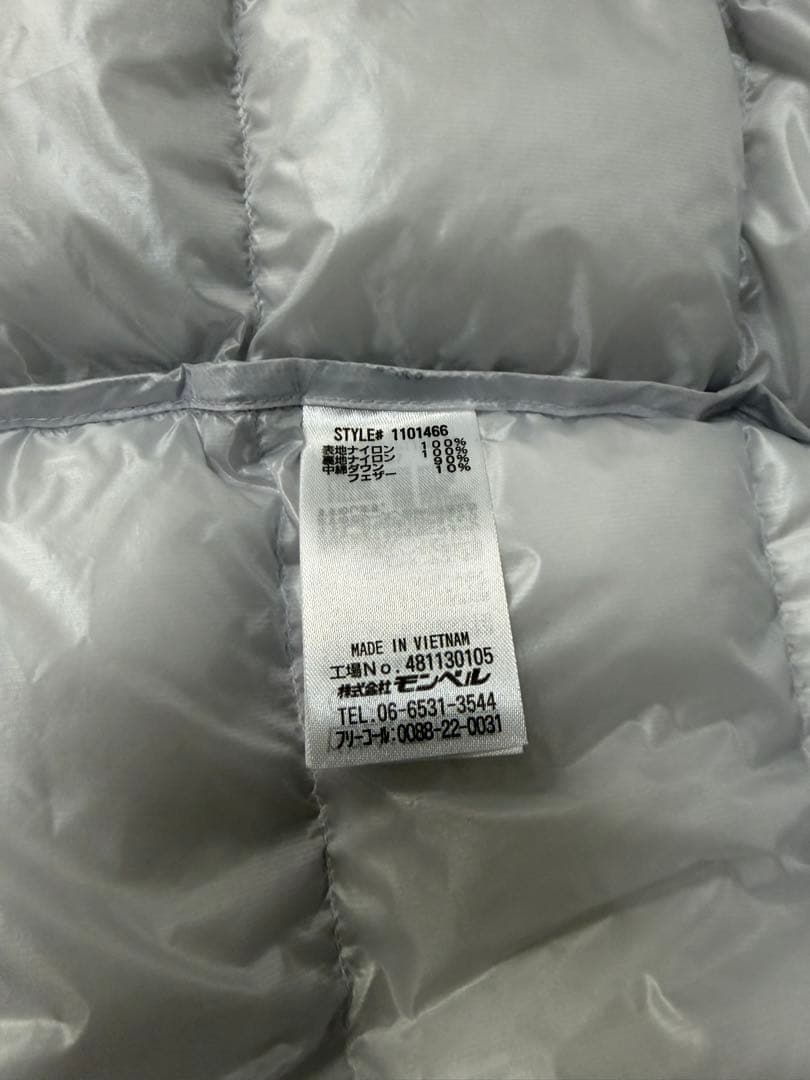 STYLE# 1101466
表地ナイロン 100%
裏地ナイロン 100%
中綿ダウン 90%
フェザー 10%
MADE IN VIETNAM
工場No.481130105
株式会社モンベル
TEL.06-6531-3544
フリーコール:0088-22-0031